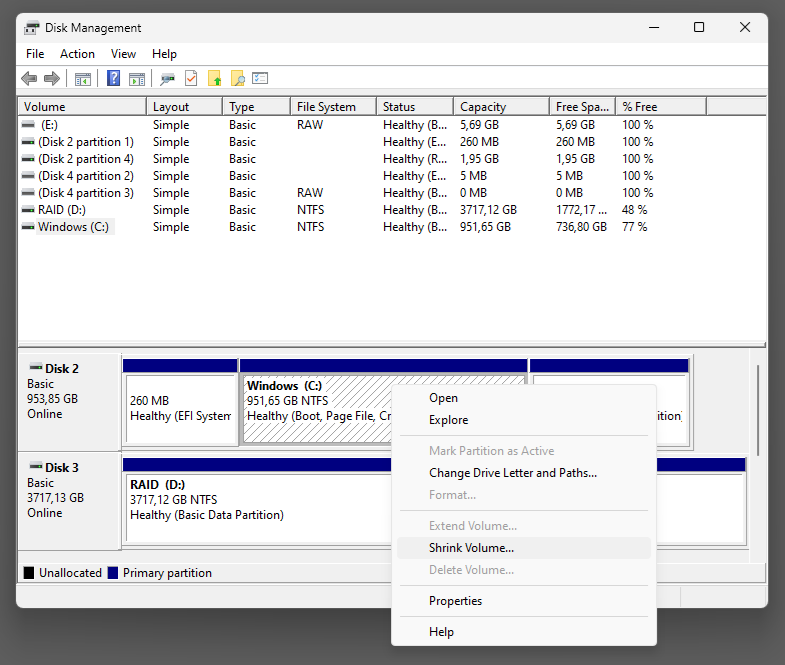 Disk Management
File Action View Help
Volume Layout Type File System Status Capacity Free Spa... % Free
(E:) Simple Basic RAW Healthy (B... 5,69 GB 5,69 GB 100 %
(Disk 2 partition 1) Simple Basic Healthy (E... 260 MB 260 MB 100 %
(Disk 2 partition 4) Simple Basic Healthy (R... 1,95 GB 1,95 GB 100 %
(Disk 4 partition 2) Simple Basic Healthy (E... 5 MB 5 MB 100 %
(Disk 4 partition 3) Simple Basic RAW Healthy (B... 0 MB 0 MB 100 %
RAID (D:) Simple Basic NTFS Healthy (B... 3717,12 GB 1772,17 ... 48 %
Windows (C:) Simple Basic NTFS Healthy (B... 951,65 GB 736,80 GB 77 %
Disk 2
Basic
953,85 GB
Online
260 MB
Healthy (EFI System
Windows (C:)
951,65 GB NTFS
Healthy (Boot, Page File, Cr
ition)
Disk 3
Basic
3717,13 GB
Online
RAID (D:)
3717,12 GB NTFS
Healthy (Basic Data Partition)
Open
Explore
Mark Partition as Active
Change Drive Letter and Paths...
Format...
Extend Volume...
Shrink Volume...
Delete Volume...
Properties
Help
Unallocated Primary partition